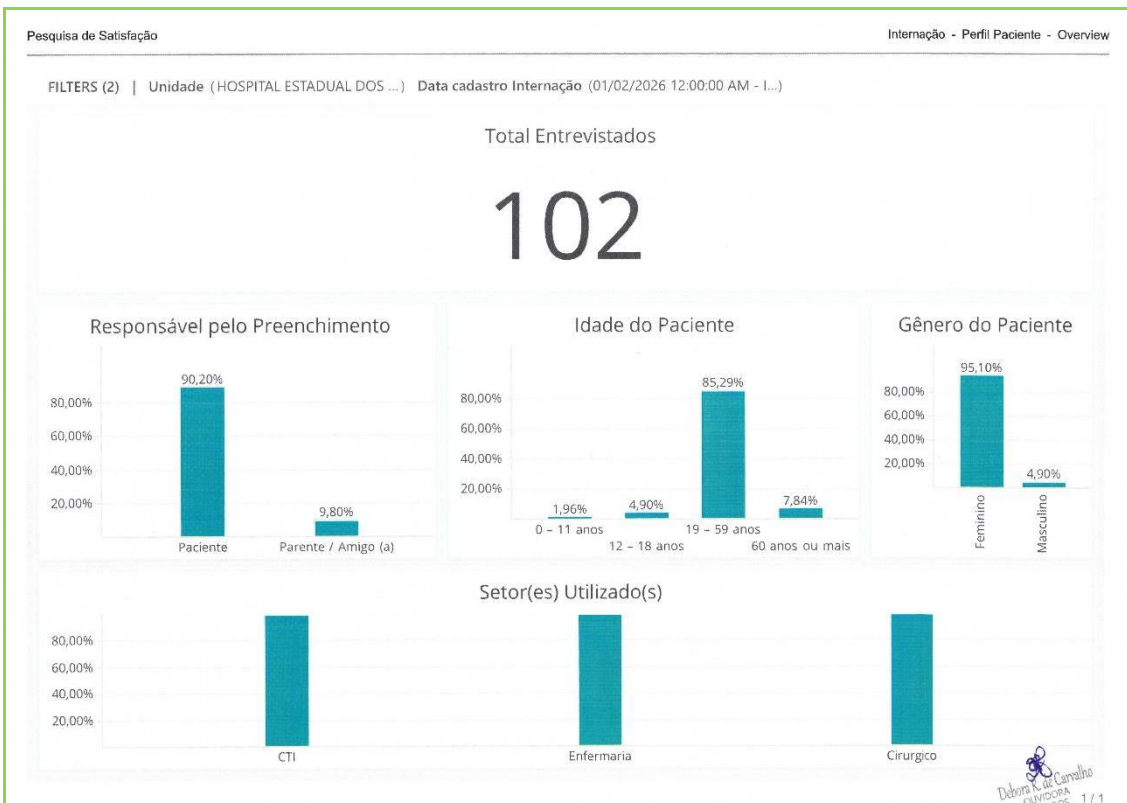 Pesquisa de Satisfação
Internação - Perfil Paciente - Overview
FILTERS (2) | Unidade (HOSPITAL ESTADUAL DOS ...) Data cadastro Internação (01/02/2026 12:00:00 AM - I...)
Total Entrevistados
102
Responsável pelo Preenchimento
90,20%
80,00%
60,00%
40,00%
20,00%
9,80%
Paciente Parente / Amigo (a)
Idade do Paciente
85,29%
80,00%
60,00%
40,00%
20,00%
1,96%
4,90%
7,84%
0 – 11 anos
12 – 18 anos
19 – 59 anos
60 anos ou mais
Gênero do Paciente
95,10%
80,00%
60,00%
40,00%
20,00%
4,90%
Feminino
Masculino
Setor(es) Utilizado(s)
80,00%
60,00%
40,00%
20,00%
CTI Enfermaria Cirurgico
Debora K. de Carvalho
OUVIDORA
1 / 1